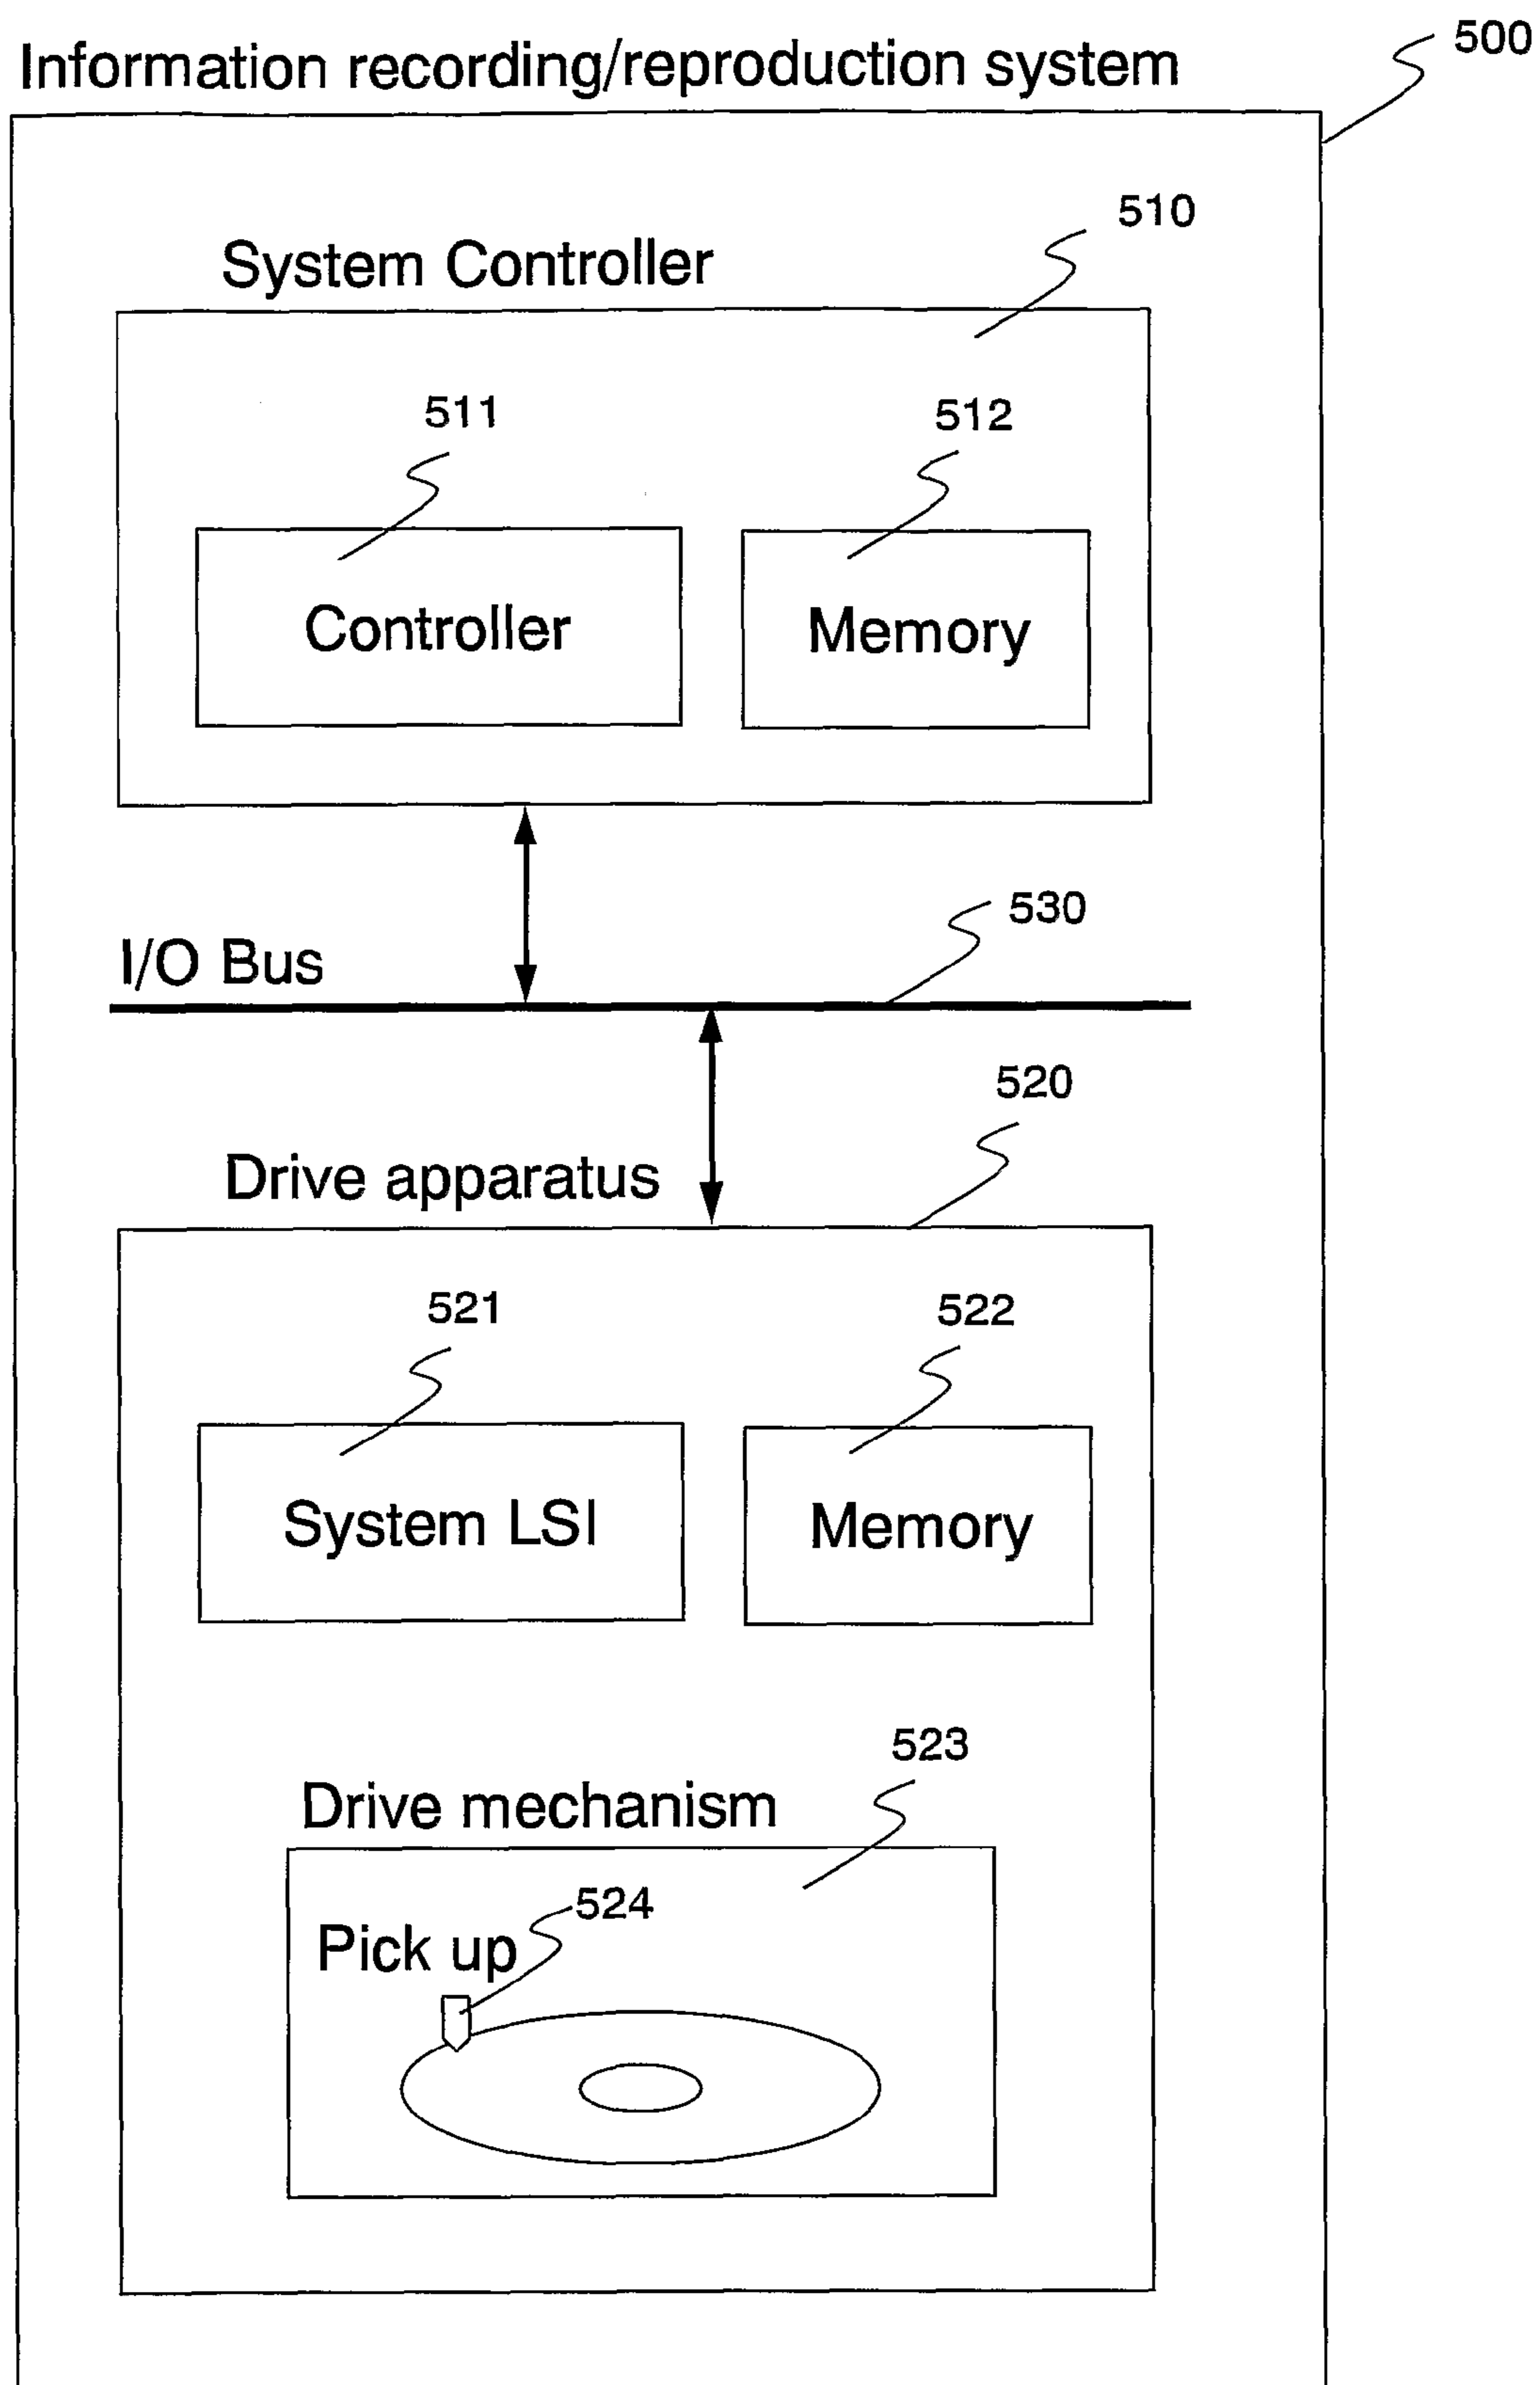 500
Information recording/reproduction system
510
System Controller
511
512
Controller
Memory
530
I/O Bus
520
Drive apparatus
521
522
System LSI
Memory
523
Drive mechanism
524
Pick up